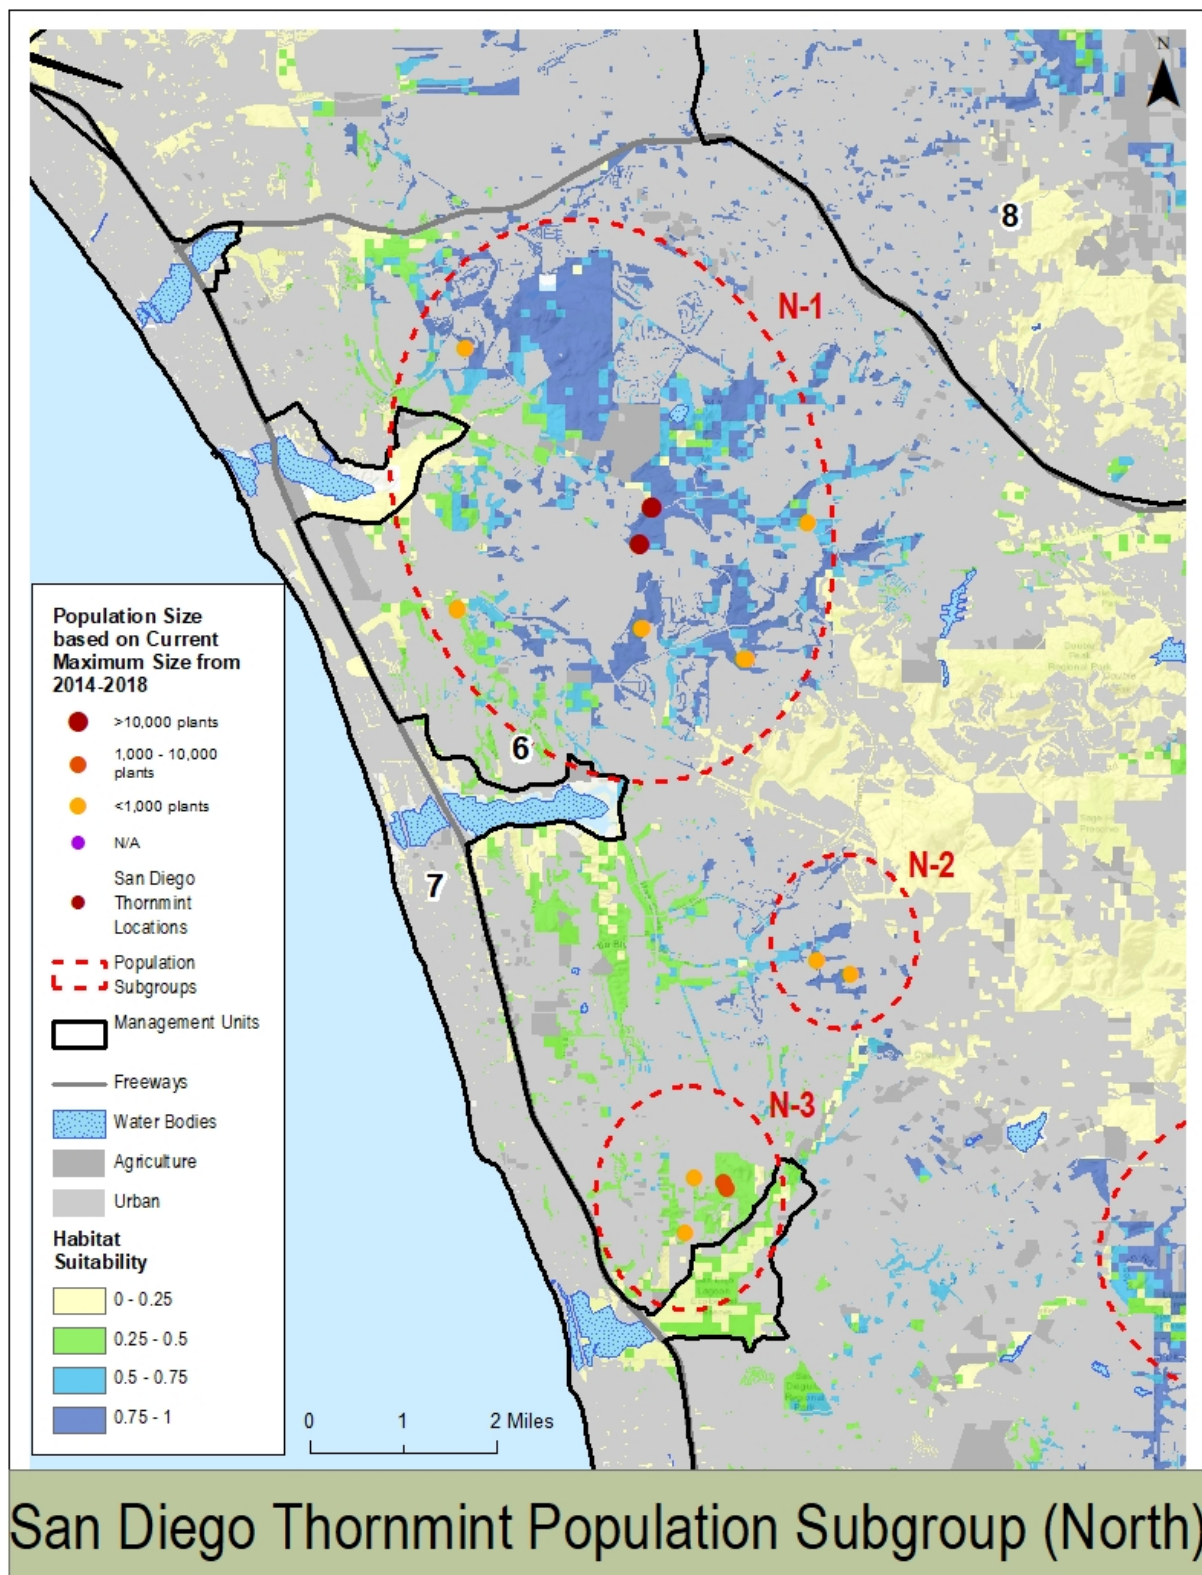 N
8
N-1
6
7
N-2
N-3
Population Size
based on Current
Maximum Size from
2014-2018
>10,000 plants
1,000 - 10,000
plants
<1,000 plants
N/A
San Diego
Thornmint
Locations
Population
Subgroups
Management Units
Freeways
Water Bodies
Agriculture
Urban
Habitat
Suitability
0 - 0.25
0.25 - 0.5
0.5 - 0.75
0.75 - 1
0 1 2 Miles
Regional Park
San Diego Thornmint Population Subgroup (North)